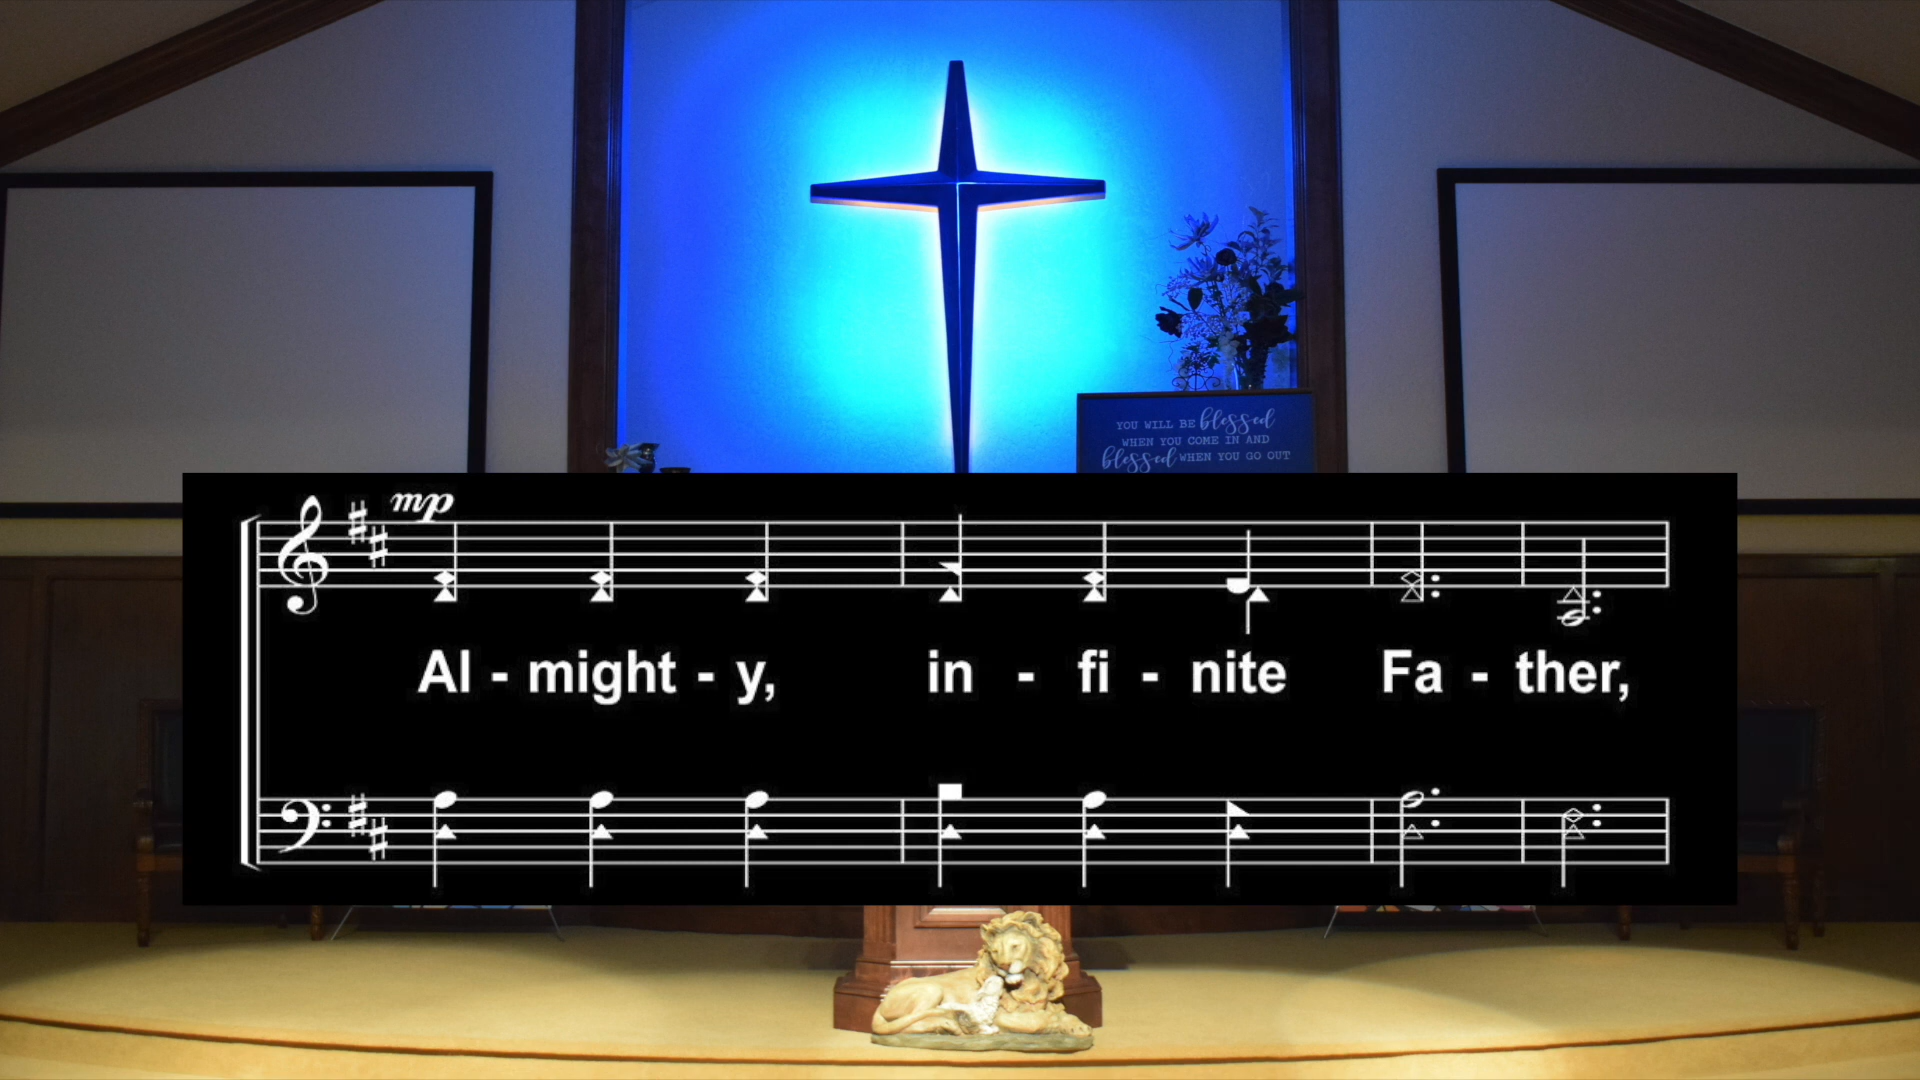 YOU WILL BE blessed
WHEN YOU COME IN AND
blessed WHEN YOU GO OUT
mp
Al - might - y, in - fi - nite Fa - ther,